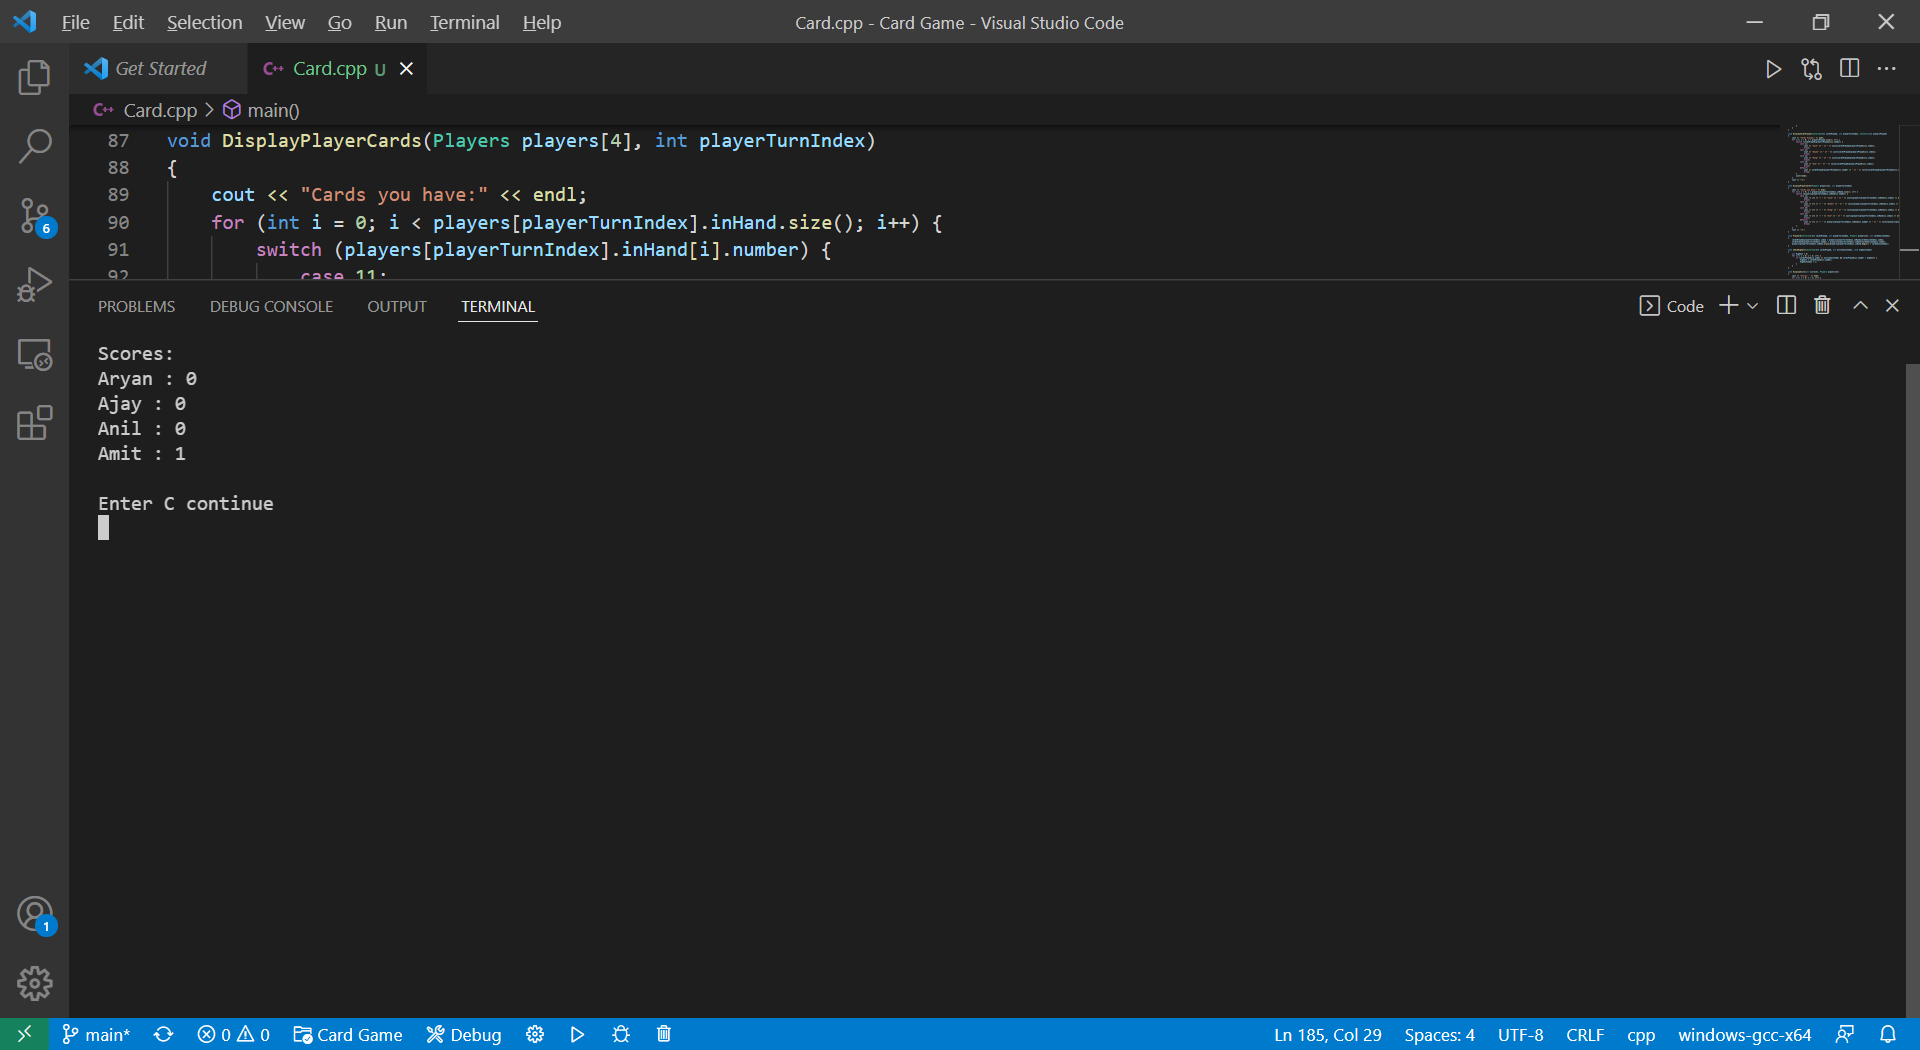 File Edit Selection View Go Run Terminal Help
Card.cpp - Card Game - Visual Studio Code
Get Started
C++ Card.cpp U
C++ Card.cpp > main()
87 void DisplayPlayerCards(Players players[4], int playerTurnIndex)
88 {
89 cout << "Cards you have:" << endl;
90 for (int i = 0; i < players[playerTurnIndex].inHand.size(); i++) {
91 switch (players[playerTurnIndex].inHand[i].number) {
92 case 11:
PROBLEMS DEBUG CONSOLE OUTPUT TERMINAL
Code
Scores:
Aryan : 0
Ajay : 0
Anil : 0
Amit : 1
Enter C continue
6
1
main* 0 0 Card Game Debug
Ln 185, Col 29 Spaces: 4 UTF-8 CRLF cpp windows-gcc-x64